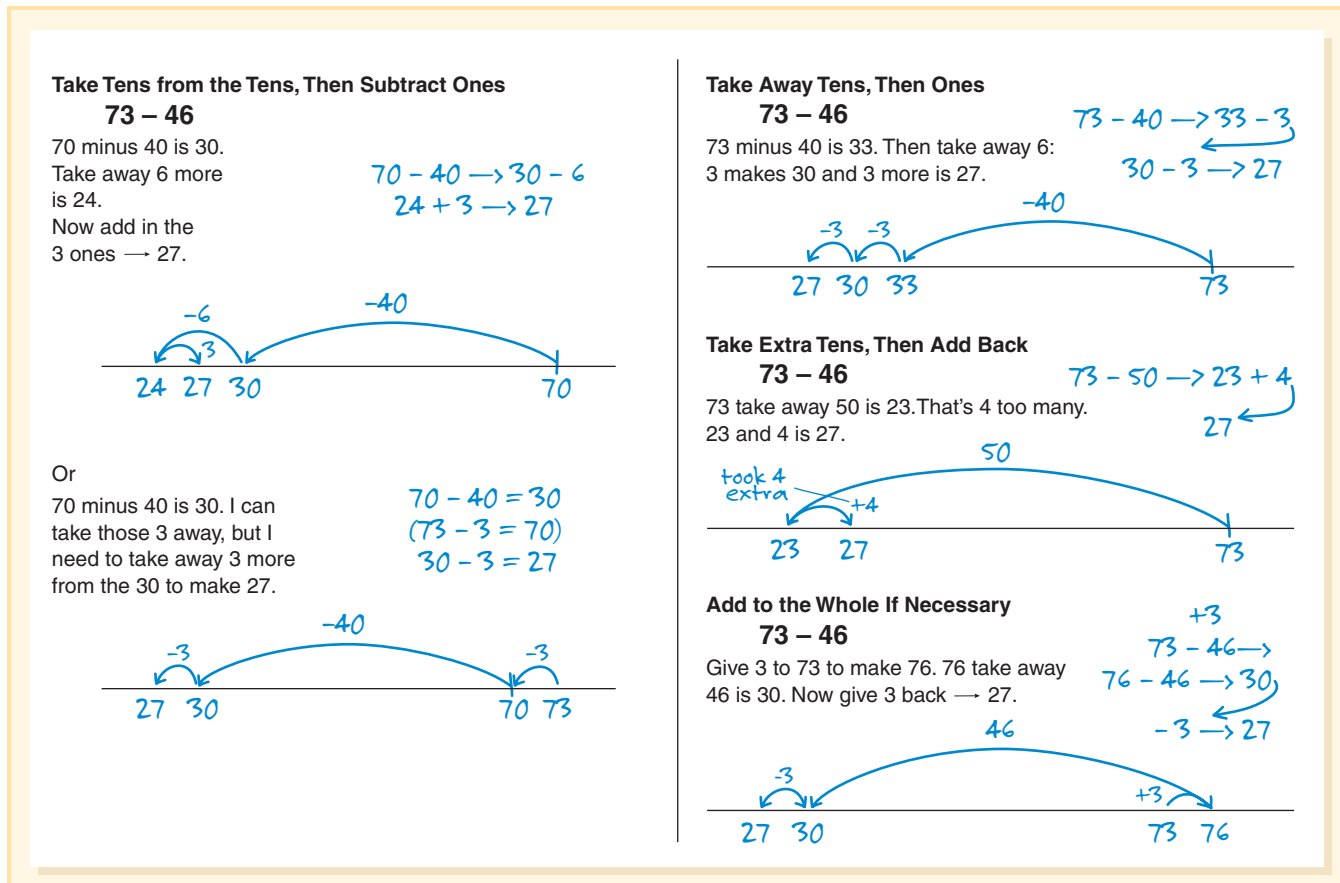 Take Tens from the Tens, Then Subtract Ones
73 – 46
70 minus 40 is 30.
Take away 6 more
is 24.
Now add in the
3 ones → 27.
70 – 40 → 30 – 6
24 + 3 → 27
-40
-6
3
24 27 30 70
Or
70 minus 40 is 30. I can
take those 3 away, but I
need to take away 3 more
from the 30 to make 27.
70 – 40 = 30
(73 – 3 = 70)
30 – 3 = 27
-40
-3 -3
27 30 70 73
Take Away Tens, Then Ones
73 – 46
73 minus 40 is 33. Then take away 6:
3 makes 30 and 3 more is 27.
73 – 40 → 33 – 3
30 – 3 → 27
-40
-3 -3
27 30 33 73
Take Extra Tens, Then Add Back
73 – 46
73 take away 50 is 23.That's 4 too many.
23 and 4 is 27.
73 – 50 → 23 + 4
27
50
took 4
extra
+4
23 27 73
Add to the Whole If Necessary
73 – 46
Give 3 to 73 to make 76. 76 take away
46 is 30. Now give 3 back → 27.
+3
73 – 46 →
76 – 46 → 30
– 3 → 27
46
-3 +3
27 30 73 76